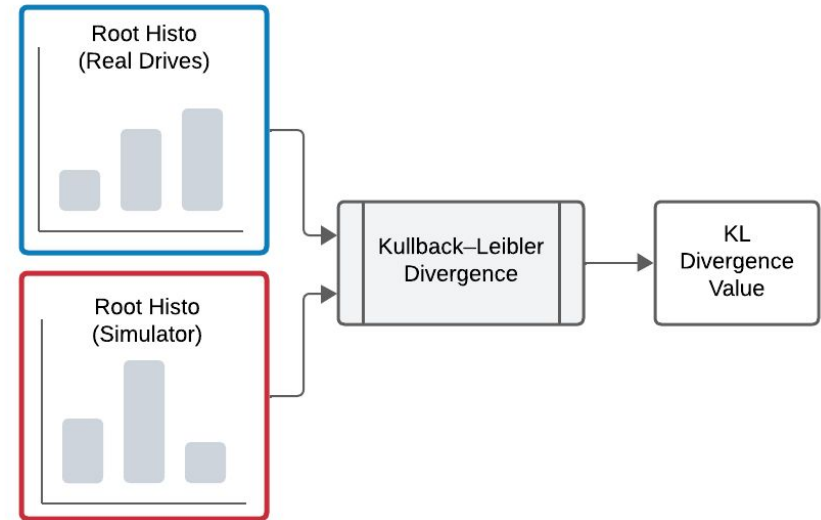 Root Histo
(Real Drives)
Root Histo
(Simulator)
Kullback–Leibler
Divergence
KL
Divergence
Value